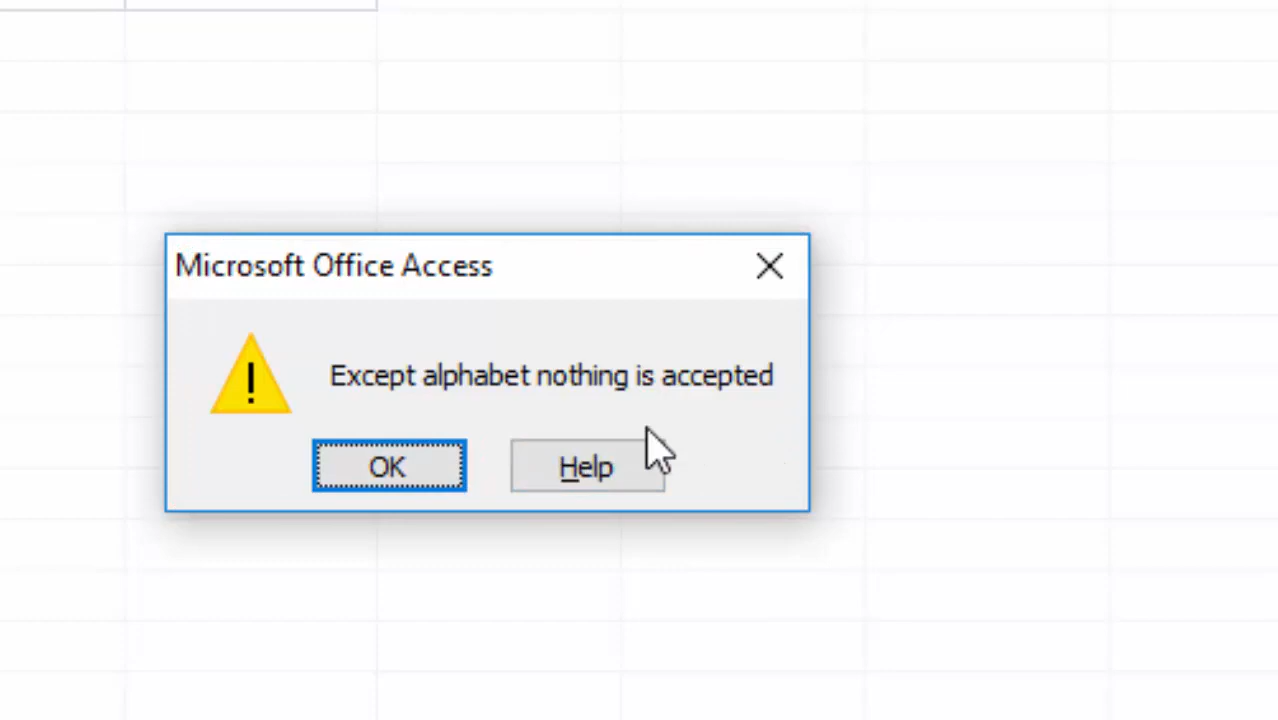 Microsoft Office Access
Except alphabet nothing is accepted
OK
Help